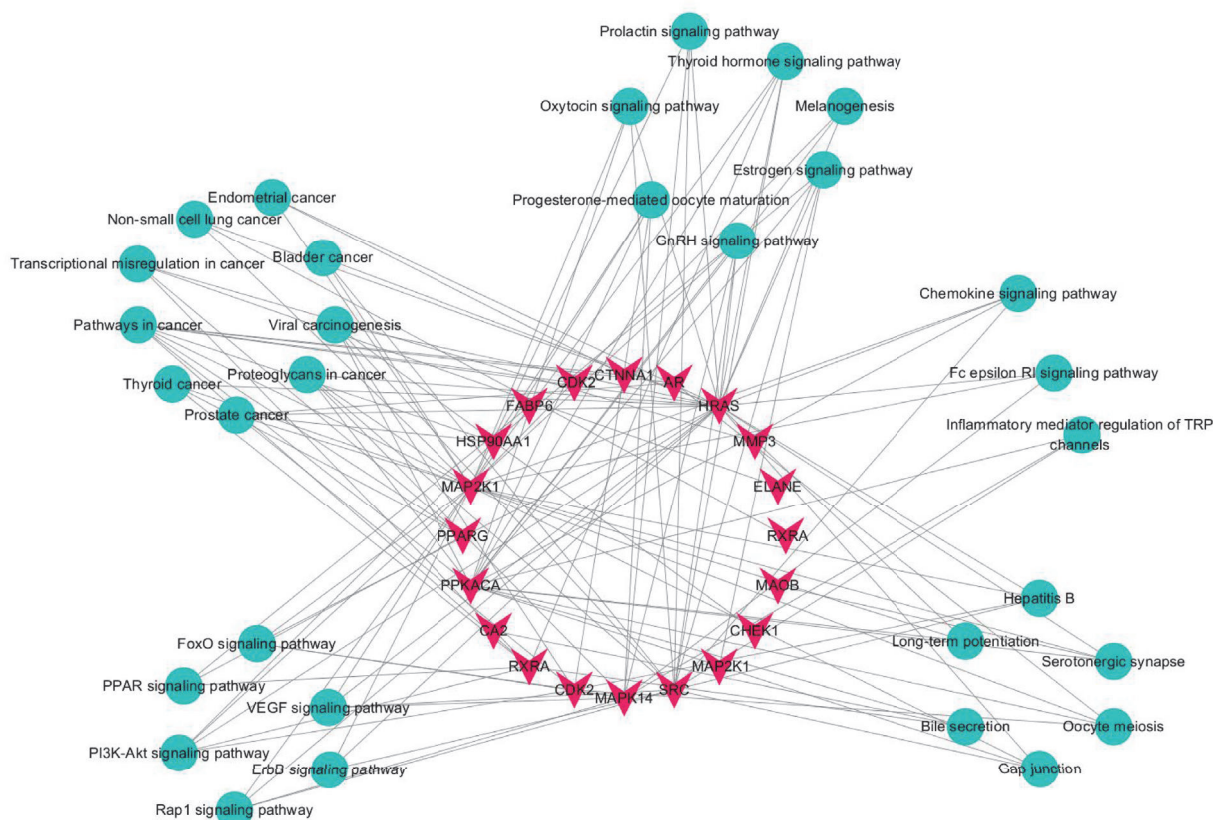 Prolactin signaling pathway
Thyroid hormone signaling pathway
Oxytocin signaling pathway
Melanogenesis
Estrogen signaling pathway
Progesterone-mediated oocyte maturation
GnRH signaling pathway
Endometrial cancer
Non-small cell lung cancer
Bladder cancer
Transcriptional misregulation in cancer
Pathways in cancer
Viral carcinogenesis
Thyroid cancer
Proteoglycans in cancer
Prostate cancer
Chemokine signaling pathway
Fc epsilon RI signaling pathway
Inflammatory mediator regulation of TRP
channels
CTNNA1
CDK2
AR
FABP6
HRAS
HSP90AA1
MMP3
MAP2K1
ELANE
PPARG
RXRA
PPKACA
MAOB
CA2
CHEK1
RXRA
MAP2K1
CDK2
MAPK14
SRC
Hepatitis B
Long-term potentiation
Serotonergic synapse
Bile secretion
Oocyte meiosis
Gap junction
FoxO signaling pathway
PPAR signaling pathway
VEGF signaling pathway
PI3K-Akt signaling pathway
ErbB signaling pathway
Rap1 signaling pathway